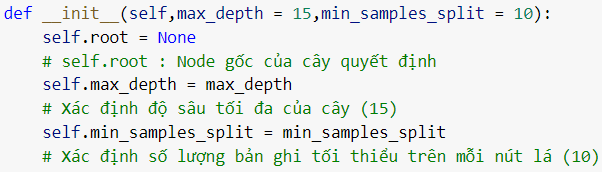 def __init__(self,max_depth = 15,min_samples_split = 10):
self.root = None
# self.root : Node gốc của cây quyết định
self.max_depth = max_depth
# Xác định độ sâu tối đa của cây (15)
self.min_samples_split = min_samples_split
# Xác định số lượng bản ghi tối thiểu trên mỗi nút lá (10)